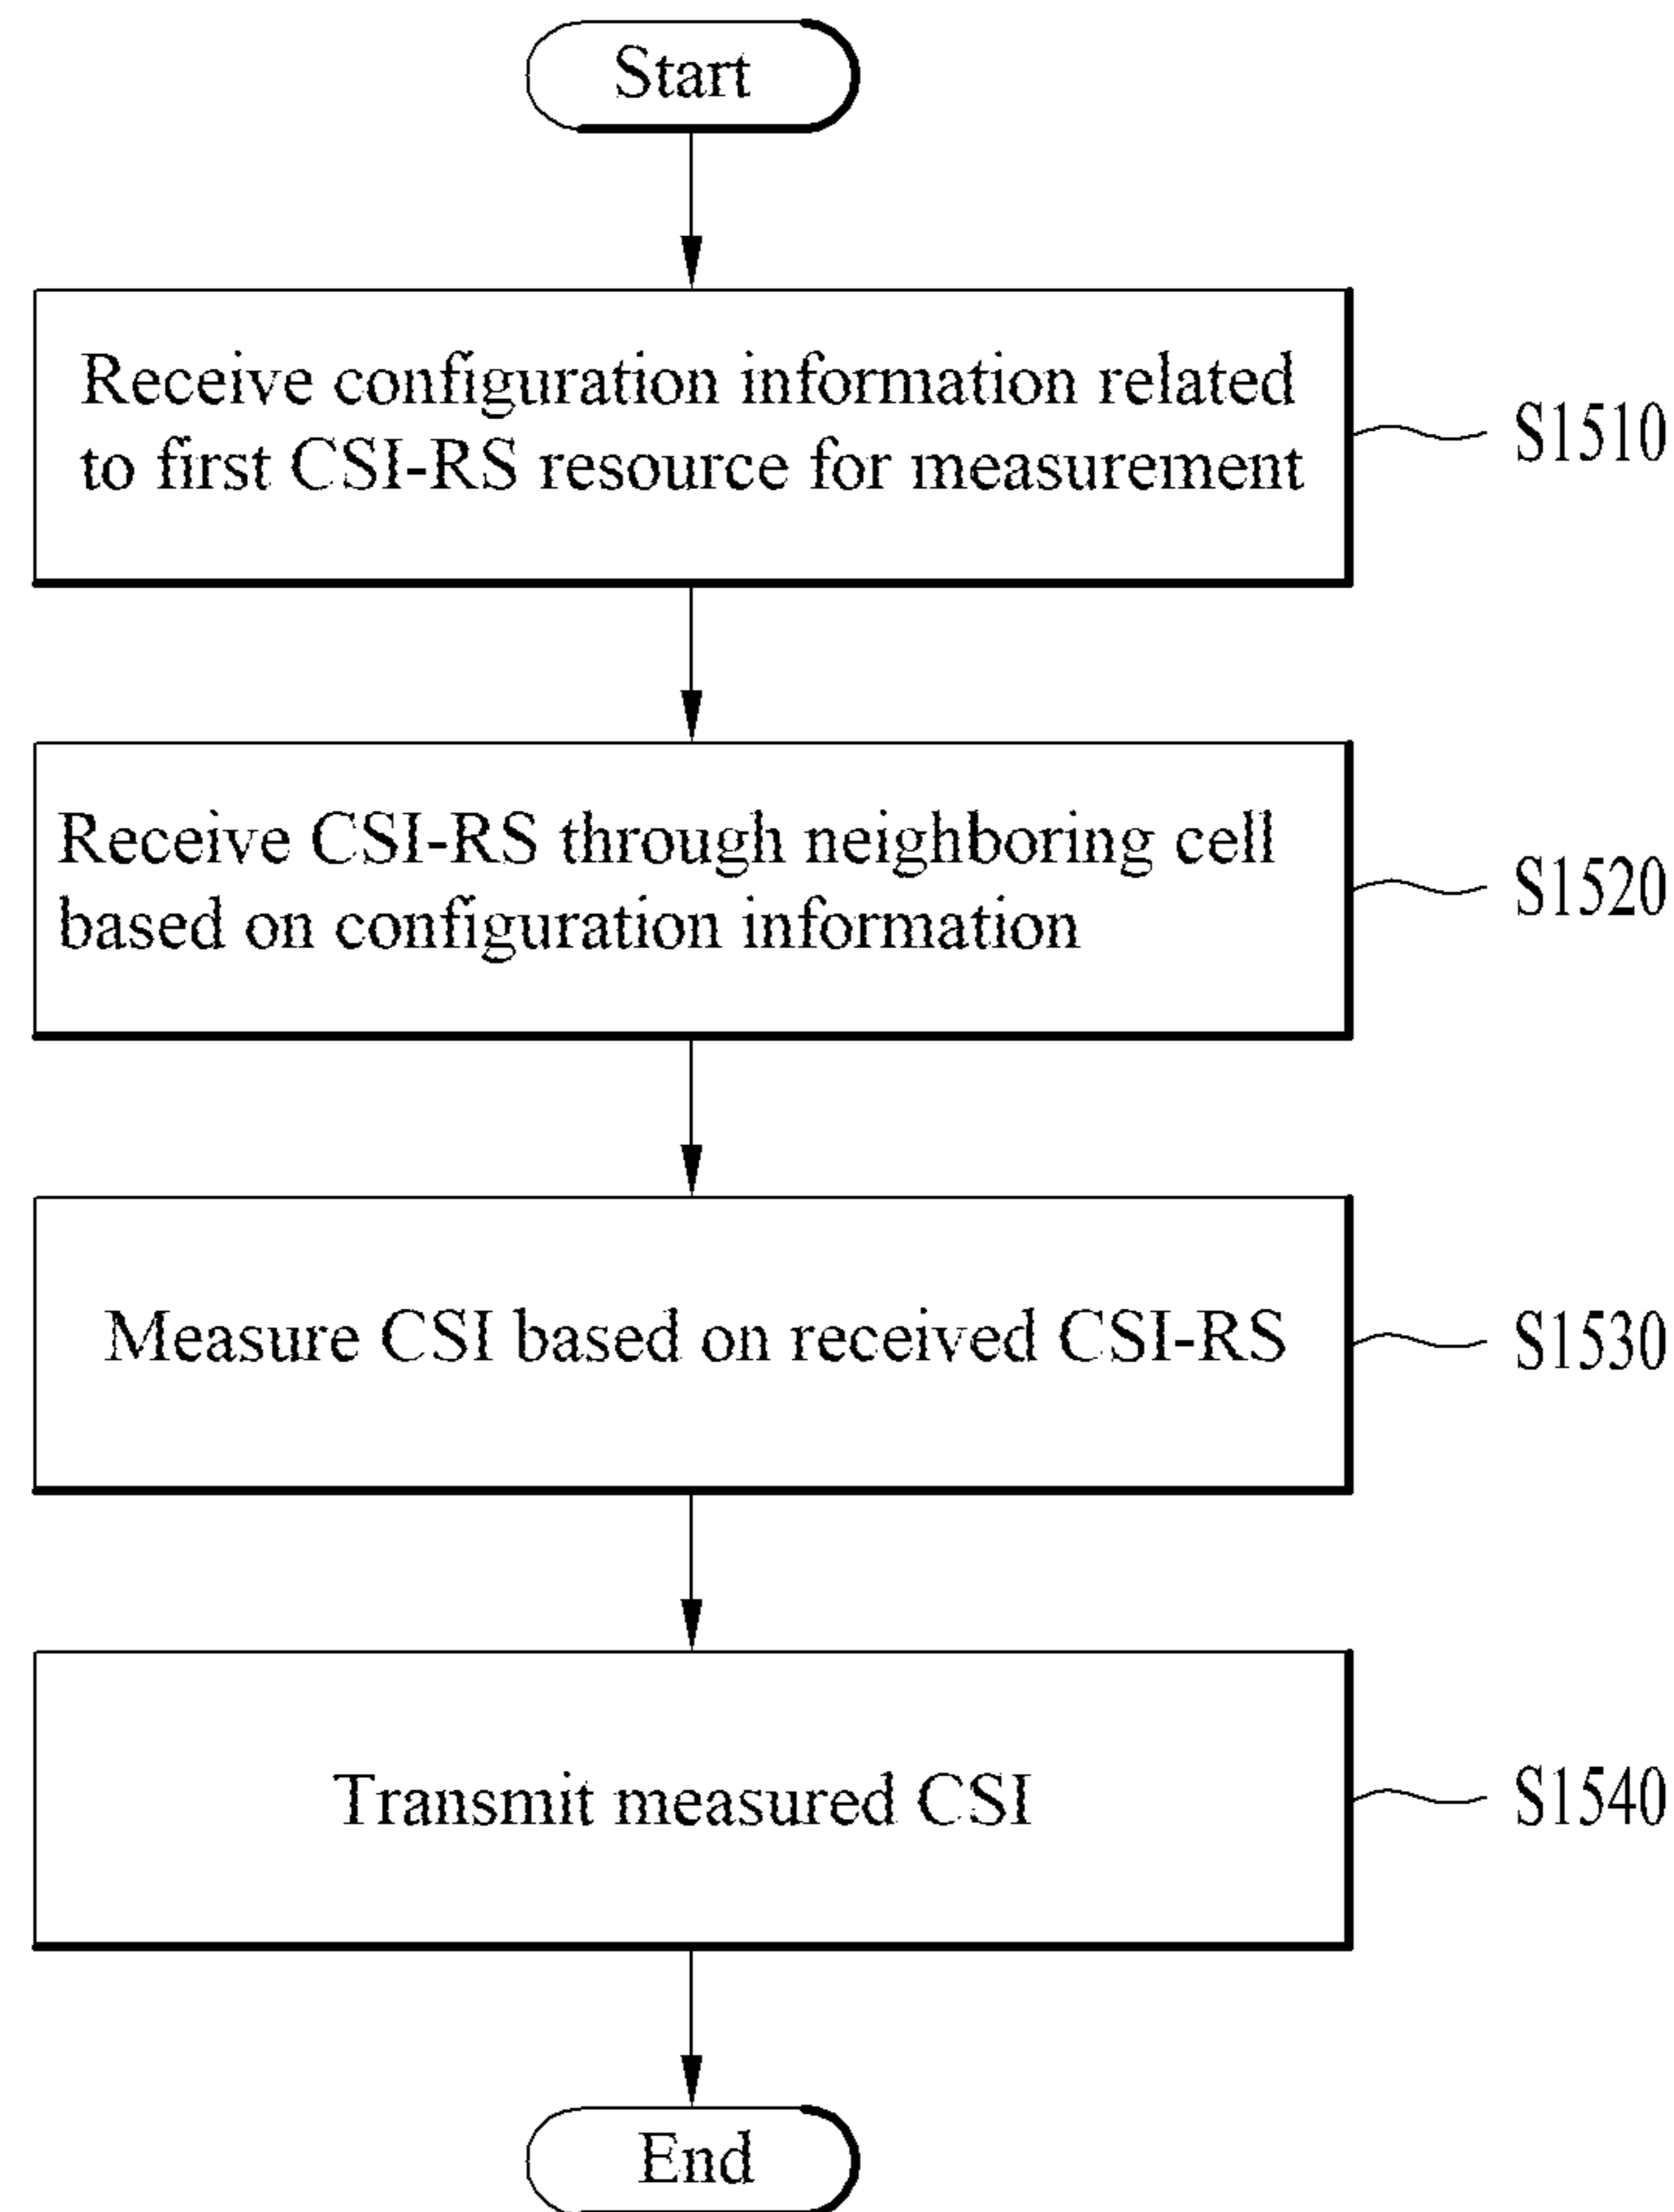 Start
Receive configuration information related
to first CSI-RS resource for measurement
S1510
Receive CSI-RS through neighboring cell
based on configuration information
S1520
Measure CSI based on received CSI-RS
S1530
Transmit measured CSI
S1540
End